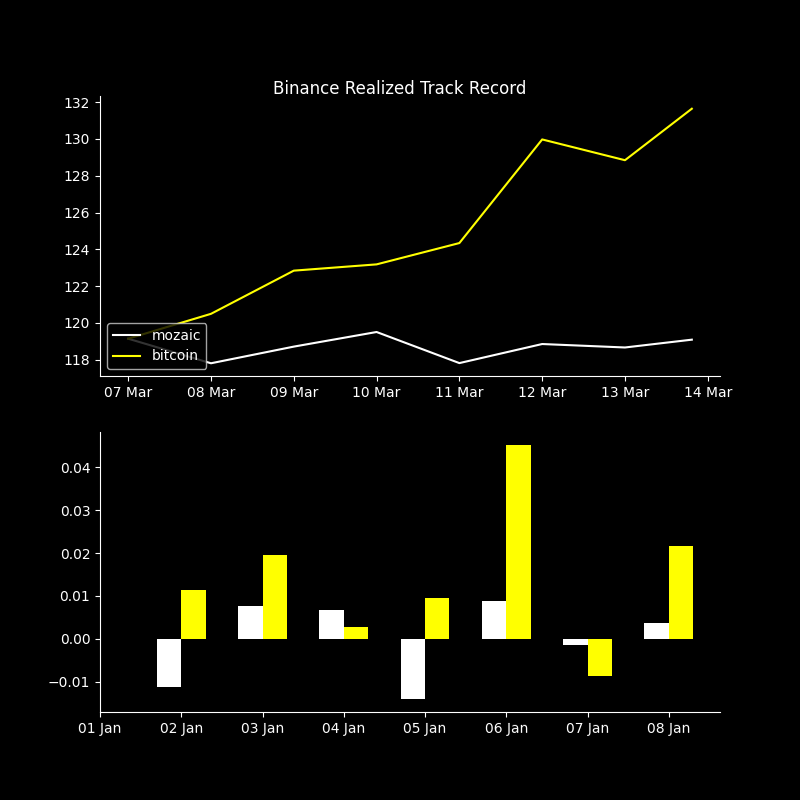 Binance Realized Track Record
132
130
128
126
124
122
120
118
mozaic
bitcoin
07 Mar 08 Mar 09 Mar 10 Mar 11 Mar 12 Mar 13 Mar 14 Mar
0.04
0.03
0.02
0.01
0.00
−0.01
01 Jan 02 Jan 03 Jan 04 Jan 05 Jan 06 Jan 07 Jan 08 Jan